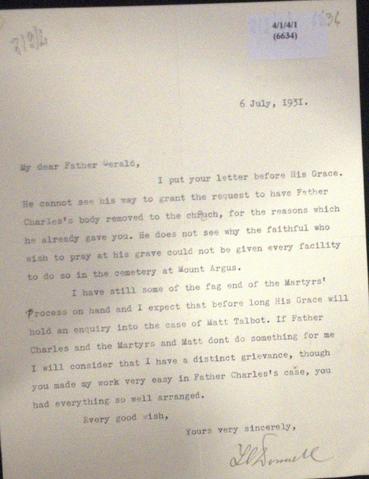 4/1/4/1
(6634)
6 July, 1931.
My dear Father Gerald,
I put your letter before His Grace.
He cannot see his way to grant the request to have Father
Charles's body removed to the church, for the reasons which
he already gave you. He does not see why the faithful who
wish to pray at his grave could not be given every facility
to do so in the cemetery at Mount Argus.
I have still some of the fag end of the Martyrs'
Process on hand and I expect that before long His Grace will
hold an enquiry into the case of Matt Talbot. If Father
Charles and the Martyrs and Matt dont do something for me
I will consider that I have a distinct grievance, though
you made my work very easy in Father Charles's case, you
had everything so well arranged.
Every good wish,
Yours very sincerely,